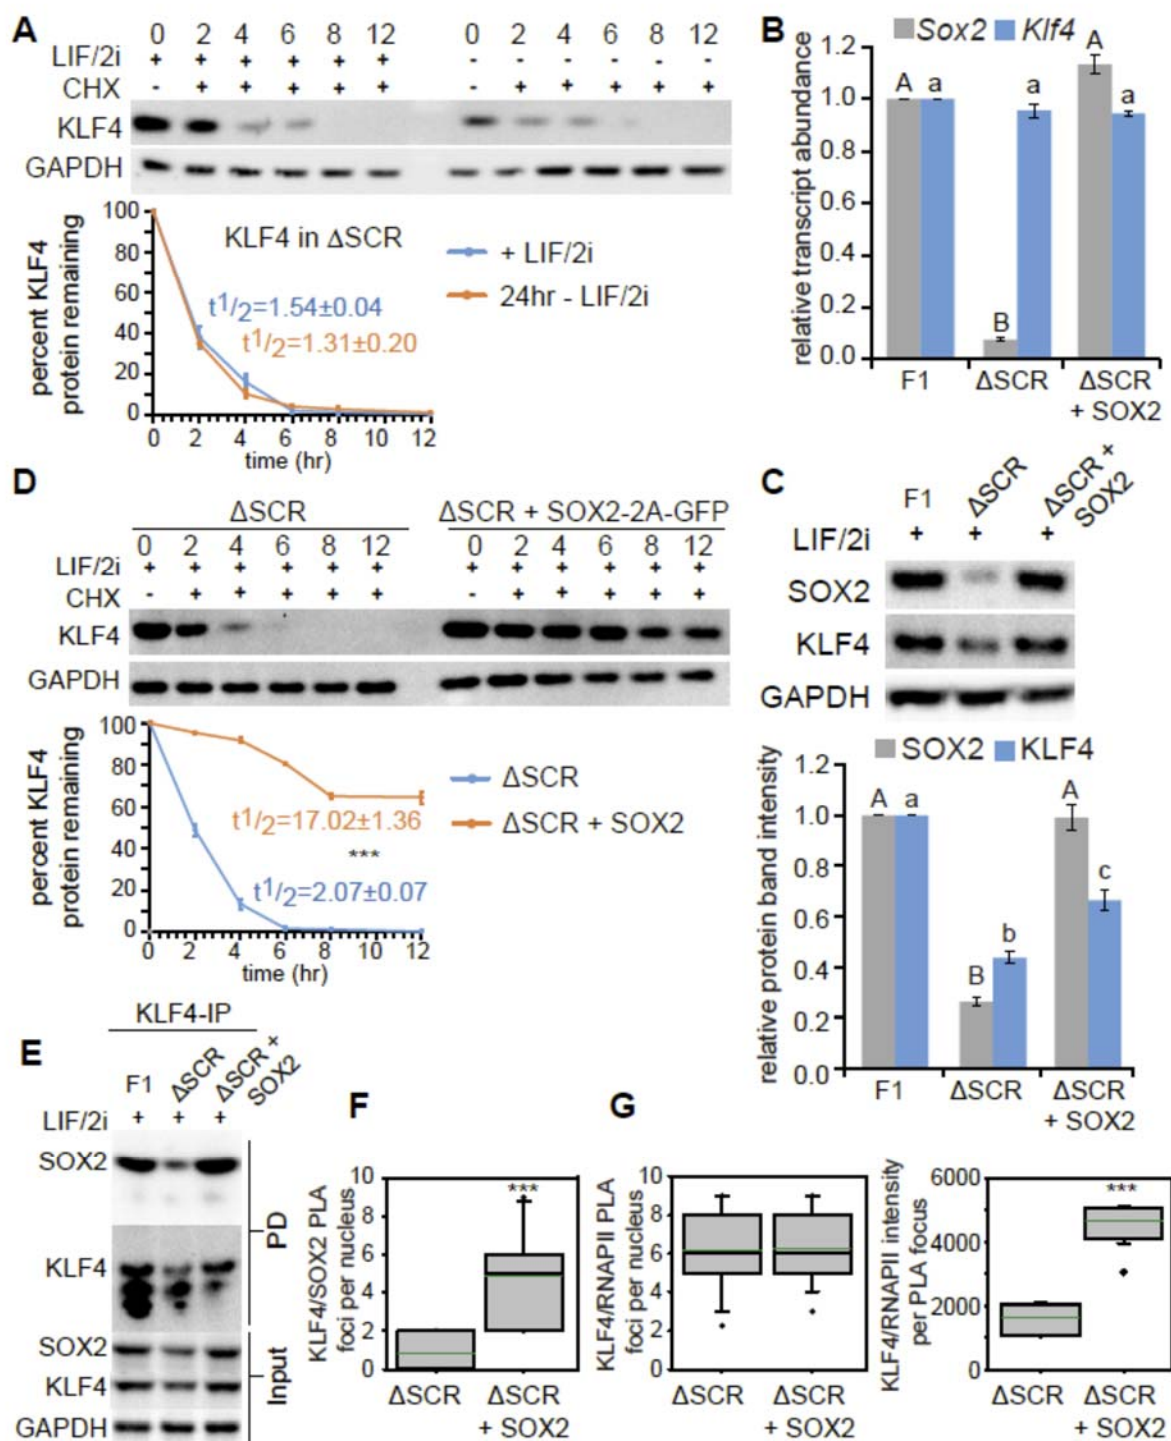 A
0 2 4 6 8 12 0 2 4 6 8 12
LIF/2i + + + + + + - - - - - -
CHX - + + + + + - + + + + +
KLF4
GAPDH
percent KLF4
protein remaining
100
80
60
40
20
0
KLF4 in ΔSCR
t1/2=1.54±0.04
t1/2=1.31±0.20
+ LIF/2i
24hr - LIF/2i
0 2 4 6 8 10 12
time (hr)
B
Sox2 Klf4
relative transcript abundance
1.2
1.0
0.8
0.6
0.4
0.2
0.0
A a B a A a
F1 ΔSCR ΔSCR
+ SOX2
D
ΔSCR ΔSCR + SOX2-2A-GFP
0 2 4 6 8 12 0 2 4 6 8 12
LIF/2i + + + + + + + + + + + +
CHX - + + + + + - + + + + +
KLF4
GAPDH
percent KLF4
protein remaining
100
80
60
40
20
0
t1/2=17.02±1.36
***
t1/2=2.07±0.07
ΔSCR
ΔSCR + SOX2
0 2 4 6 8 10 12
time (hr)
C
F1 ΔSCR ΔSCR +
SOX2
LIF/2i + + +
SOX2
KLF4
GAPDH
SOX2 KLF4
relative protein band intensity
1.2
1.0
0.8
0.6
0.4
0.2
0.0
A a B b A c
F1 ΔSCR ΔSCR
+ SOX2
E
KLF4-IP
F1 ΔSCR ΔSCR +
SOX2
LIF/2i + + +
SOX2
KLF4
PD
SOX2
KLF4
GAPDH
Input
F
KLF4/SOX2 PLA
foci per nucleus
10
8
6
4
2
0
***
ΔSCR ΔSCR
+ SOX2
G
KLF4/RNAPII PLA
foci per nucleus
10
8
6
4
2
0
ΔSCR ΔSCR
+ SOX2
KLF4/RNAPII intensity
per PLA focus
6000
4000
2000
0
***
ΔSCR ΔSCR
+ SOX2